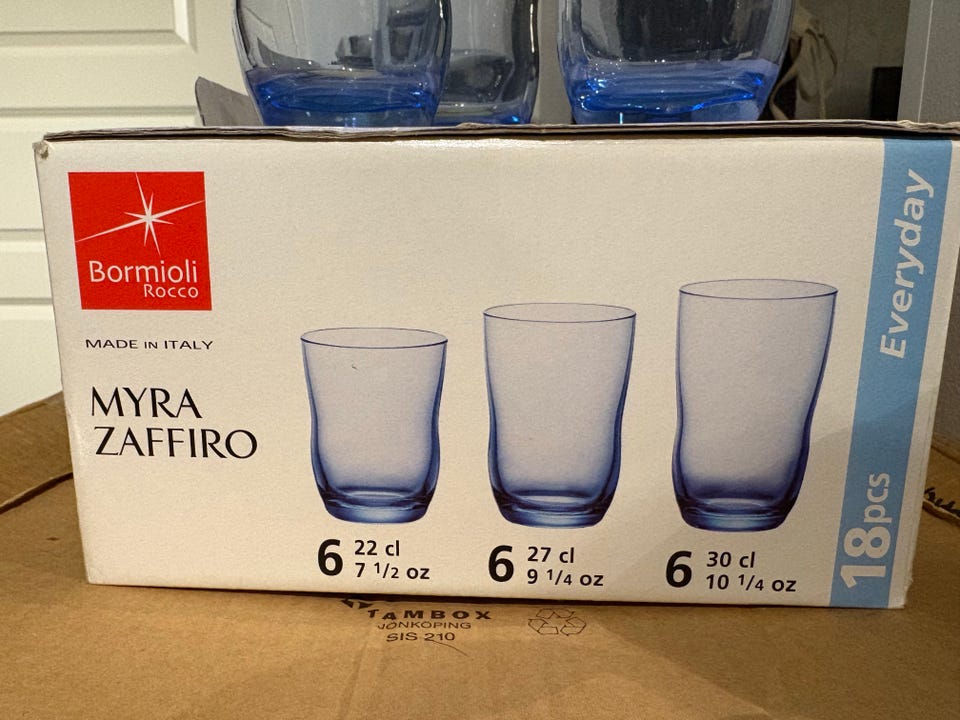 Bormioli
Rocco
MADE IN ITALY
MYRA
ZAFFIRO
6 22 cl
7 1/2 oz
6 27 cl
9 1/4 oz
6 30 cl
10 1/4 oz
Everyday
18pcs
TAMBOX
JÖNKÖPING
SIS 210